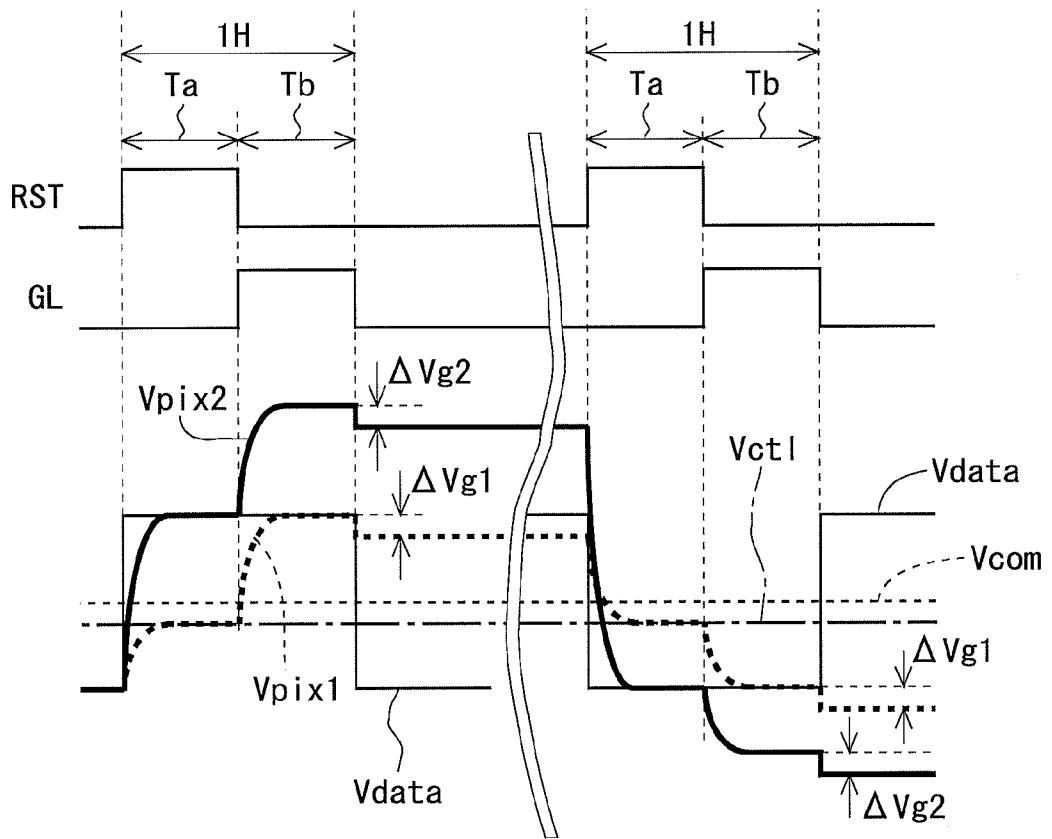 1H 1H
Ta Tb Ta Tb
RST
GL
ΔVg2
Vpix2
Vctl
ΔVg1
Vdata
Vcom
ΔVg1
Vpix1
Vdata
ΔVg2